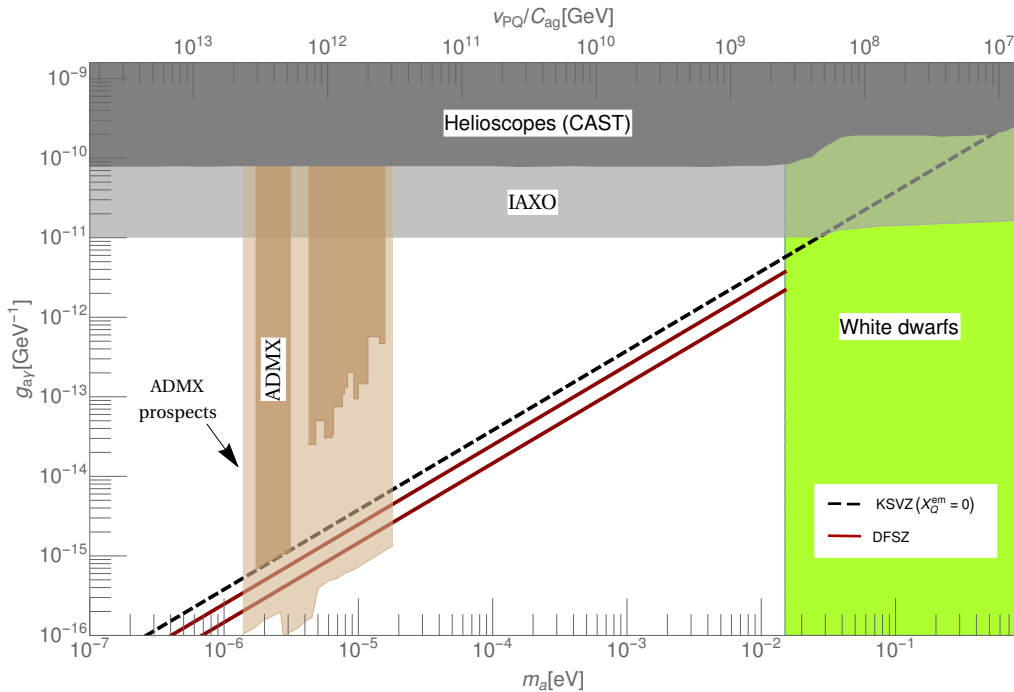 v_PQ/C_ag[GeV]
10^13 10^12 10^11 10^10 10^9 10^8 10^7
10^-9
Helioscopes (CAST)
10^-10
IAXO
10^-11
g_aγ[GeV^-1]
10^-12
White dwarfs
ADMX
10^-13
ADMX
prospects
10^-14
KSVZ (X_Q^em = 0)
10^-15
DFSZ
10^-16
10^-7 10^-6 10^-5 10^-4 10^-3 10^-2 10^-1
m_a[eV]